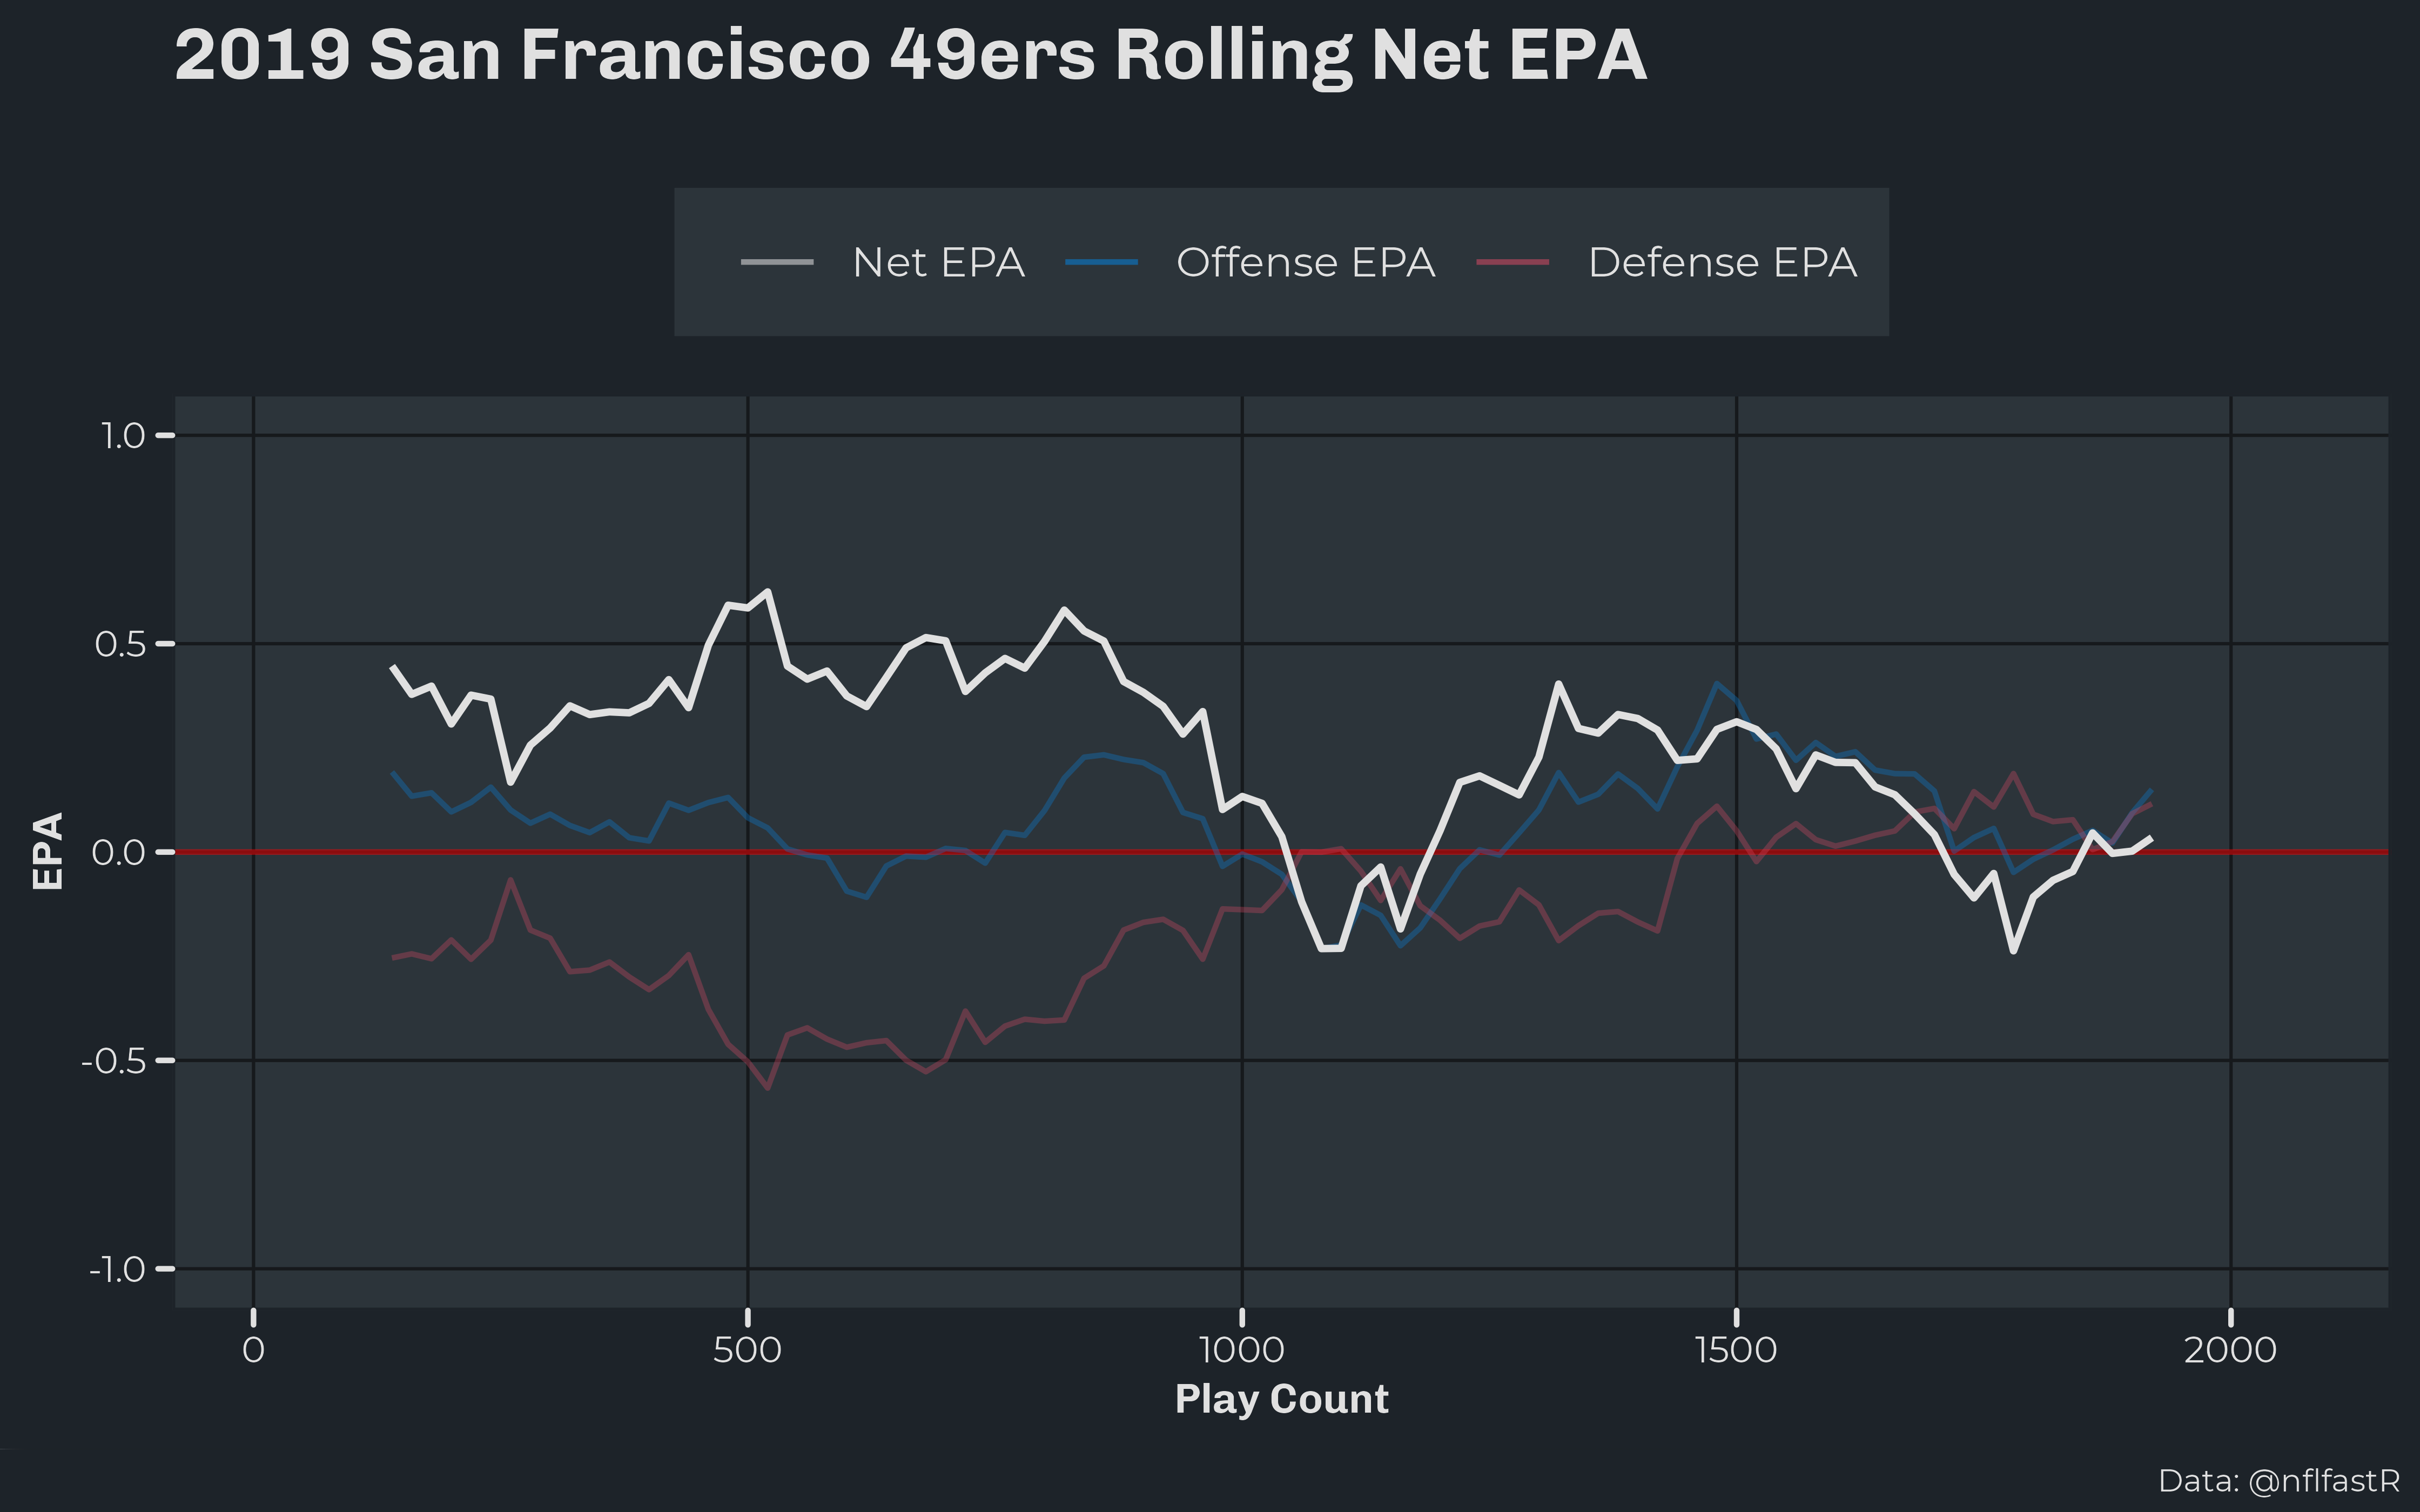 2019 San Francisco 49ers Rolling Net EPA
Net EPA Offense EPA Defense EPA
1.0
0.5
0.0
-0.5
-1.0
EPA
0 500 1000 1500 2000
Play Count
Data: @nflfastR